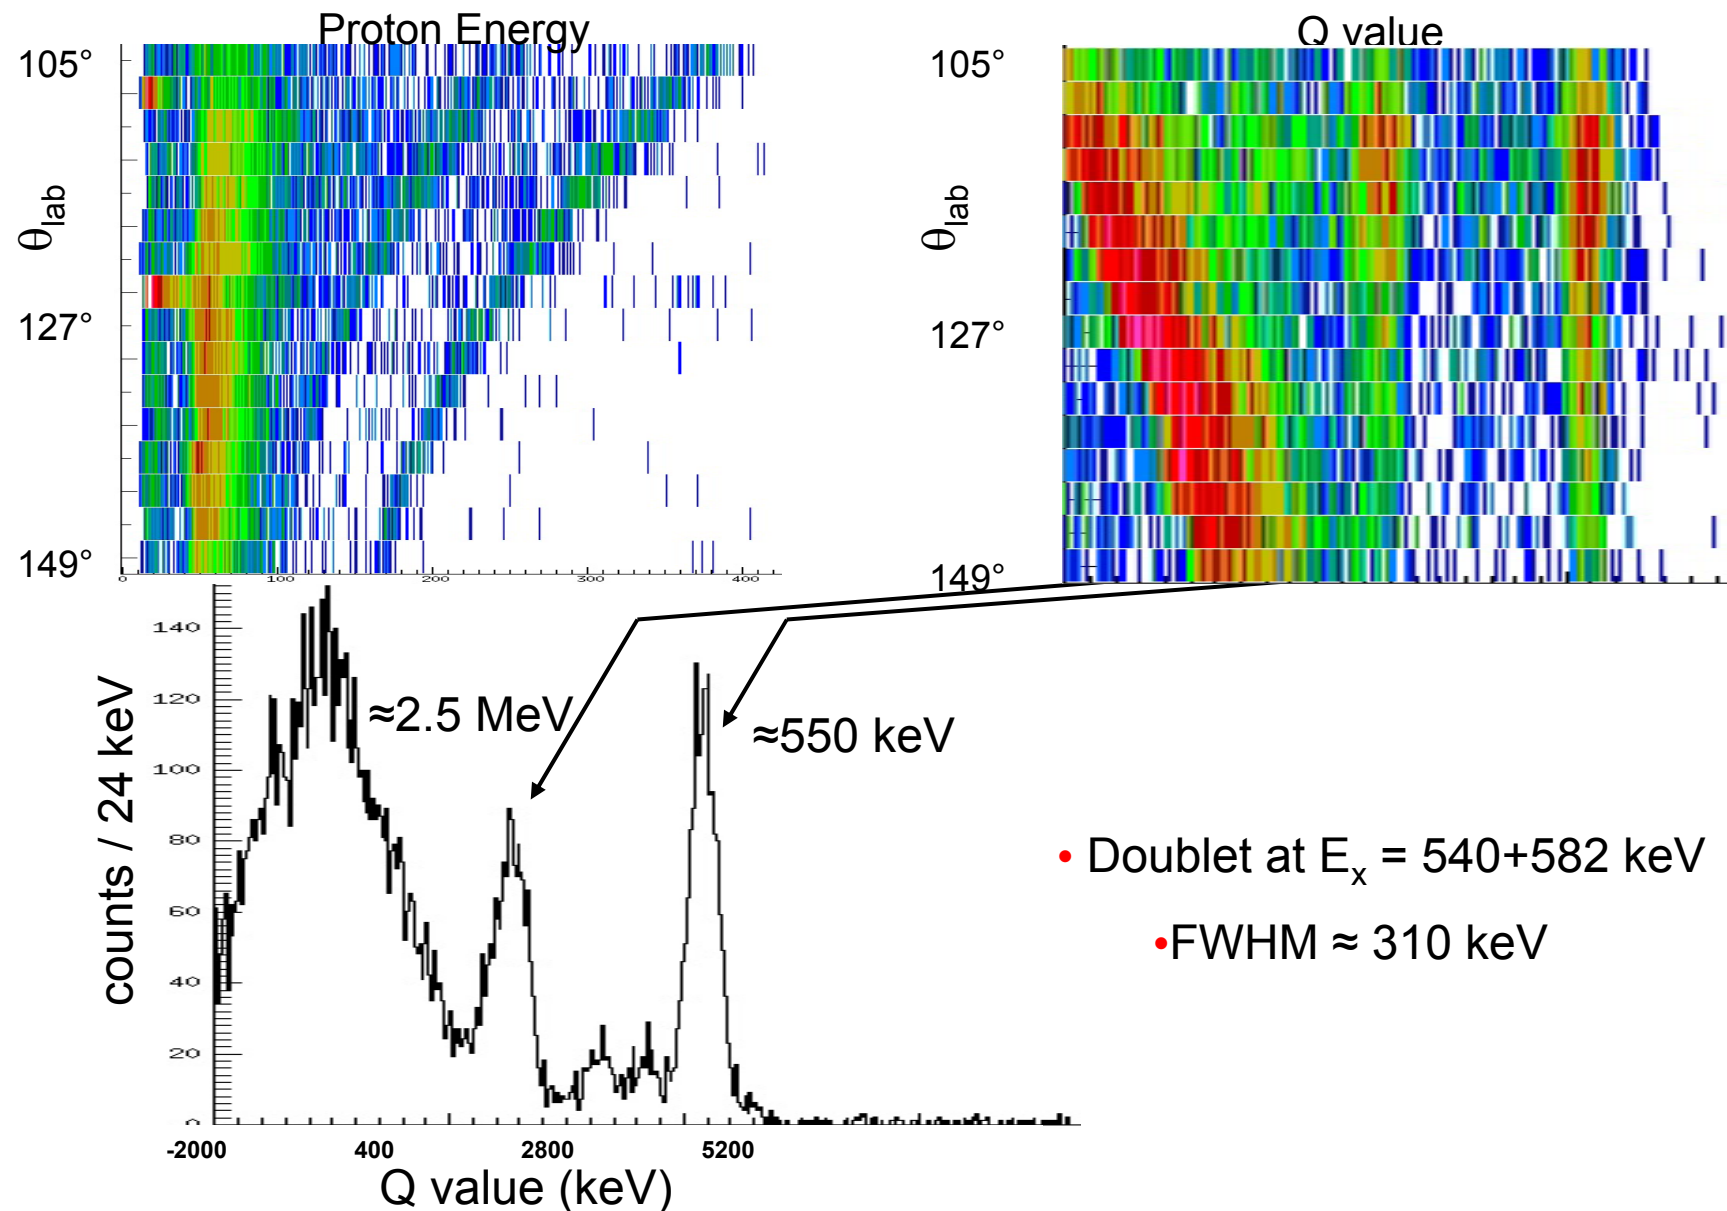 Proton Energy
Q value
105°
127°
149°
θlab
0 100 200 300 400
105°
127°
149°
θlab
140
120
100
80
60
40
20
0
counts / 24 keV
≈2.5 MeV
≈550 keV
-2000 400 2800 5200
Q value (keV)
• Doublet at Ex = 540+582 keV
•FWHM ≈ 310 keV